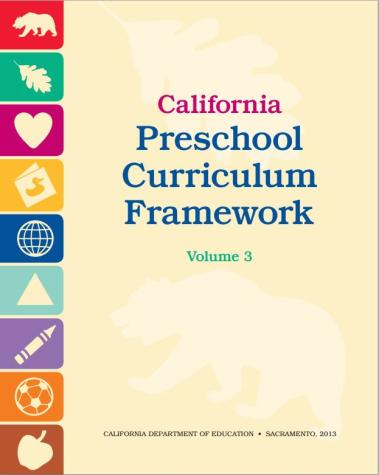 California
Preschool
Curriculum
Framework
Volume 3
CALIFORNIA DEPARTMENT OF EDUCATION • SACRAMENTO, 2013